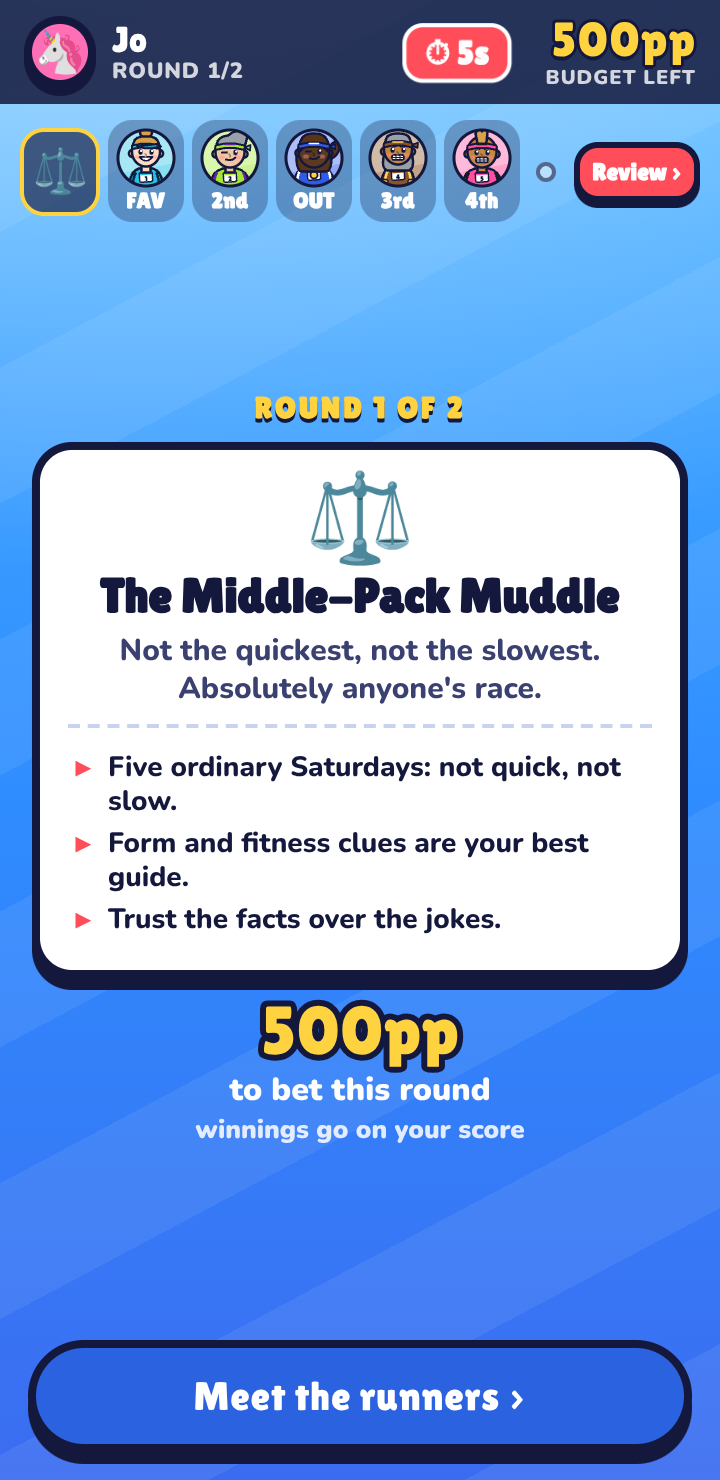 Jo
ROUND 1/2
5s
500pp
BUDGET LEFT
FAV
2nd
OUT
3rd
4th
Review ›
ROUND 1 OF 2
The Middle-Pack Muddle
Not the quickest, not the slowest.
Absolutely anyone's race.
Five ordinary Saturdays: not quick, not
slow.
Form and fitness clues are your best
guide.
Trust the facts over the jokes.
500pp
to bet this round
winnings go on your score
Meet the runners ›